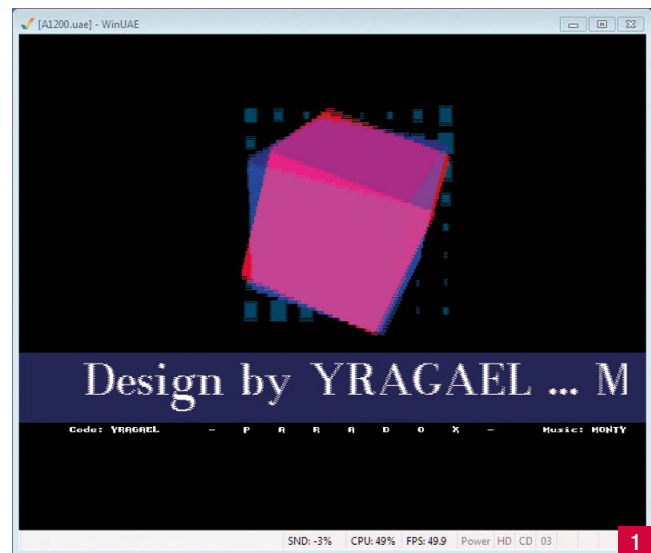 [A1200.uae] - WinUAE
Design by YRAGAEL ... M
Code: YRAGAEL - P A R A D O X - Music: MONTY
SND: -3% CPU: 49% FPS: 49.9 Power HD CD 03
1